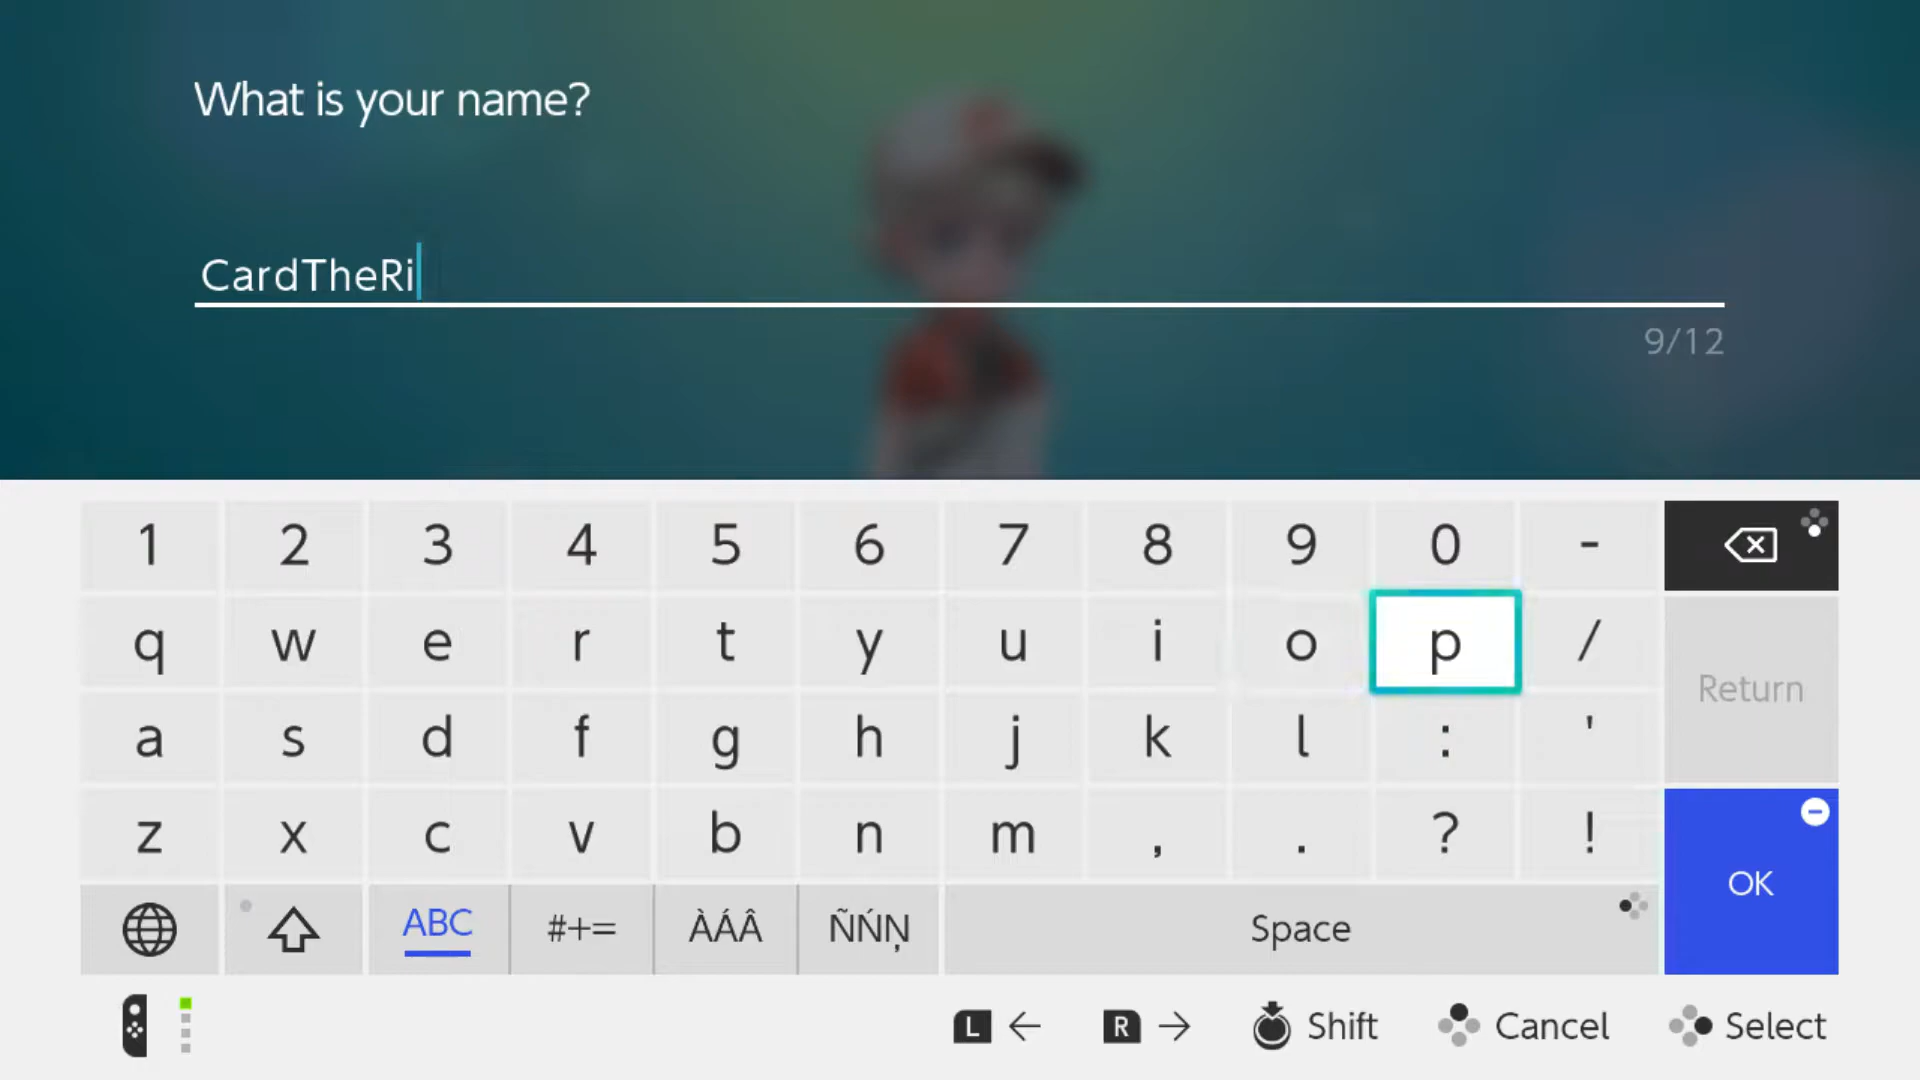 What is your name?
CardTheRi
9/12
1 2 3 4 5 6 7 8 9 0 -
q w e r t y u i o p /
Return
a s d f g h j k l : '
z x c v b n m , . ? !
OK
ABC #+= ÀÁÂ ÑŃŅ Space
L ← R → Shift Cancel Select